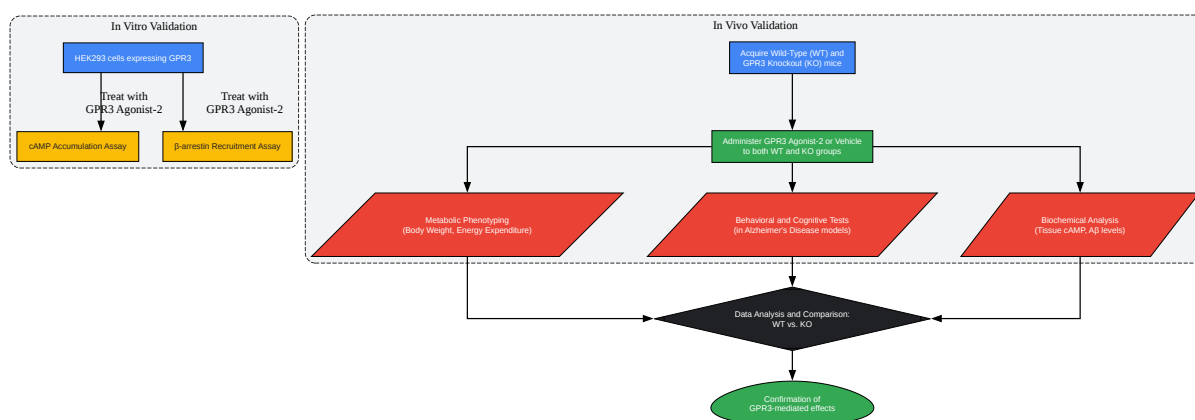 In Vitro Validation
HEK293 cells expressing GPR3
Treat with
GPR3 Agonist-2
Treat with
GPR3 Agonist-2
cAMP Accumulation Assay
β-arrestin Recruitment Assay
In Vivo Validation
Acquire Wild-Type (WT) and
GPR3 Knockout (KO) mice
Administer GPR3 Agonist-2 or Vehicle
to both WT and KO groups
Metabolic Phenotyping
(Body Weight, Energy Expenditure)
Behavioral and Cognitive Tests
(in Alzheimer's Disease models)
Biochemical Analysis
(Tissue cAMP, Aβ levels)
Data Analysis and Comparison:
WT vs. KO
Confirmation of
GPR3-mediated effects